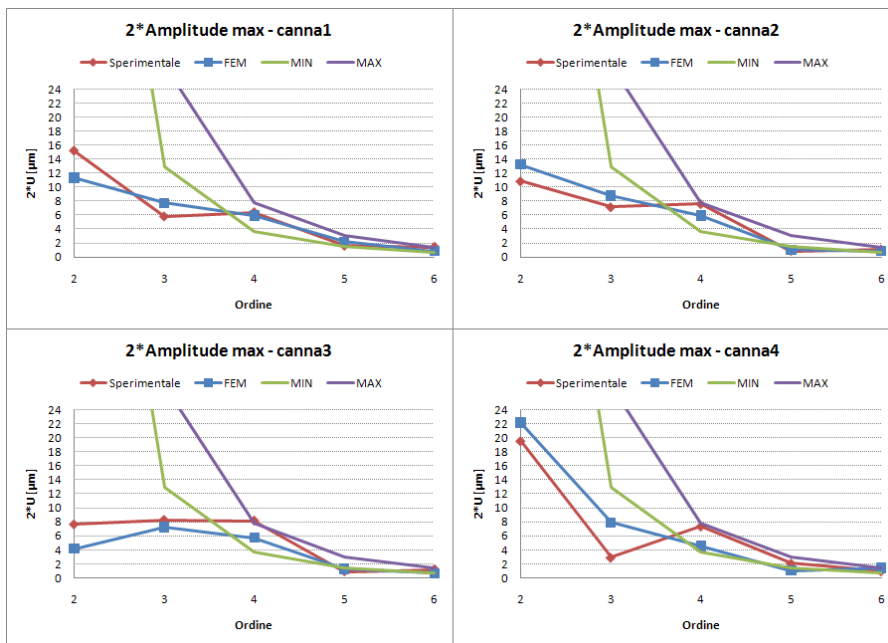 2*Amplitude max - canna1
Sperimentale FEM MIN MAX
24
22
20
18
16
14
12
10
8
6
4
2
0
2*U [µm]
2 3 4 5 6
Ordine
2*Amplitude max - canna2
Sperimentale FEM MIN MAX
24
22
20
18
16
14
12
10
8
6
4
2
0
2*U [µm]
2 3 4 5 6
Ordine
2*Amplitude max - canna3
Sperimentale FEM MIN MAX
24
22
20
18
16
14
12
10
8
6
4
2
0
2*U [µm]
2 3 4 5 6
Ordine
2*Amplitude max - canna4
Sperimentale FEM MIN MAX
24
22
20
18
16
14
12
10
8
6
4
2
0
2*U [µm]
2 3 4 5 6
Ordine